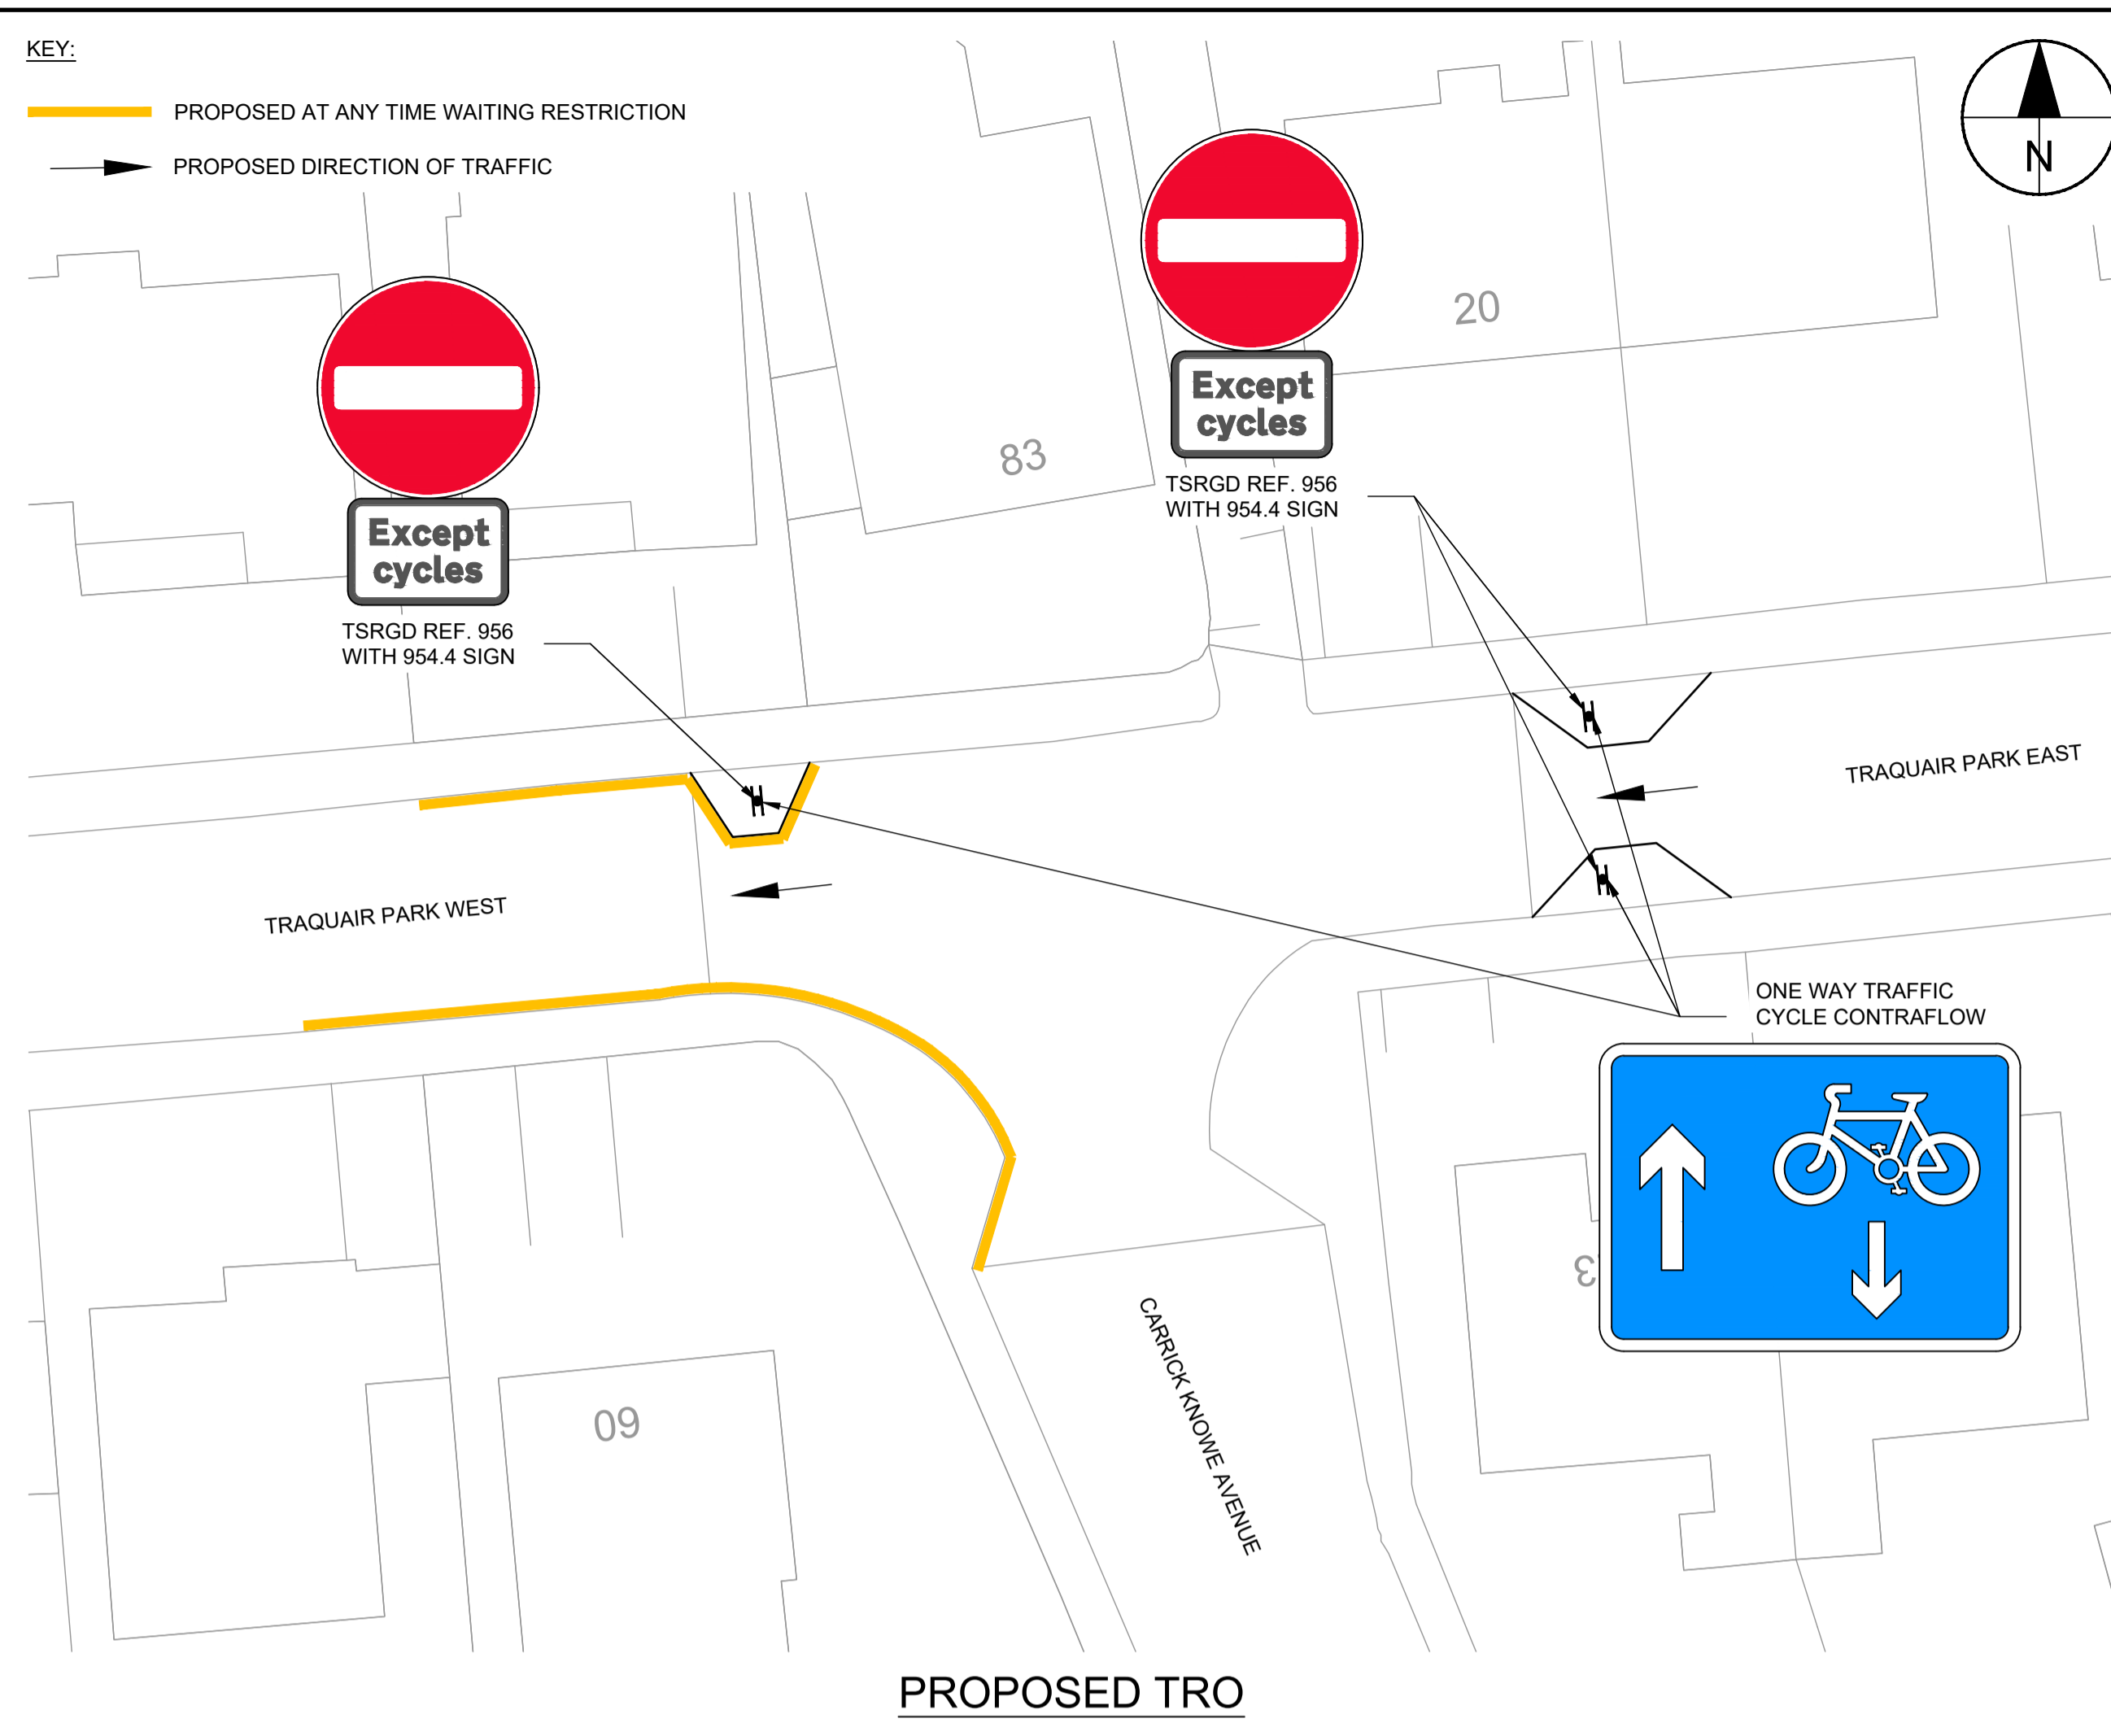 KEY:
PROPOSED AT ANY TIME WAITING RESTRICTION
PROPOSED DIRECTION OF TRAFFIC
N
20
83
Except
cycles
TSRGD REF. 956
WITH 954.4 SIGN
Except
cycles
TSRGD REF. 956
WITH 954.4 SIGN
TRAQUAIR PARK EAST
TRAQUAIR PARK WEST
ONE WAY TRAFFIC
CYCLE CONTRAFLOW
CARRICK KNOWE AVENUE
60
PROPOSED TRO